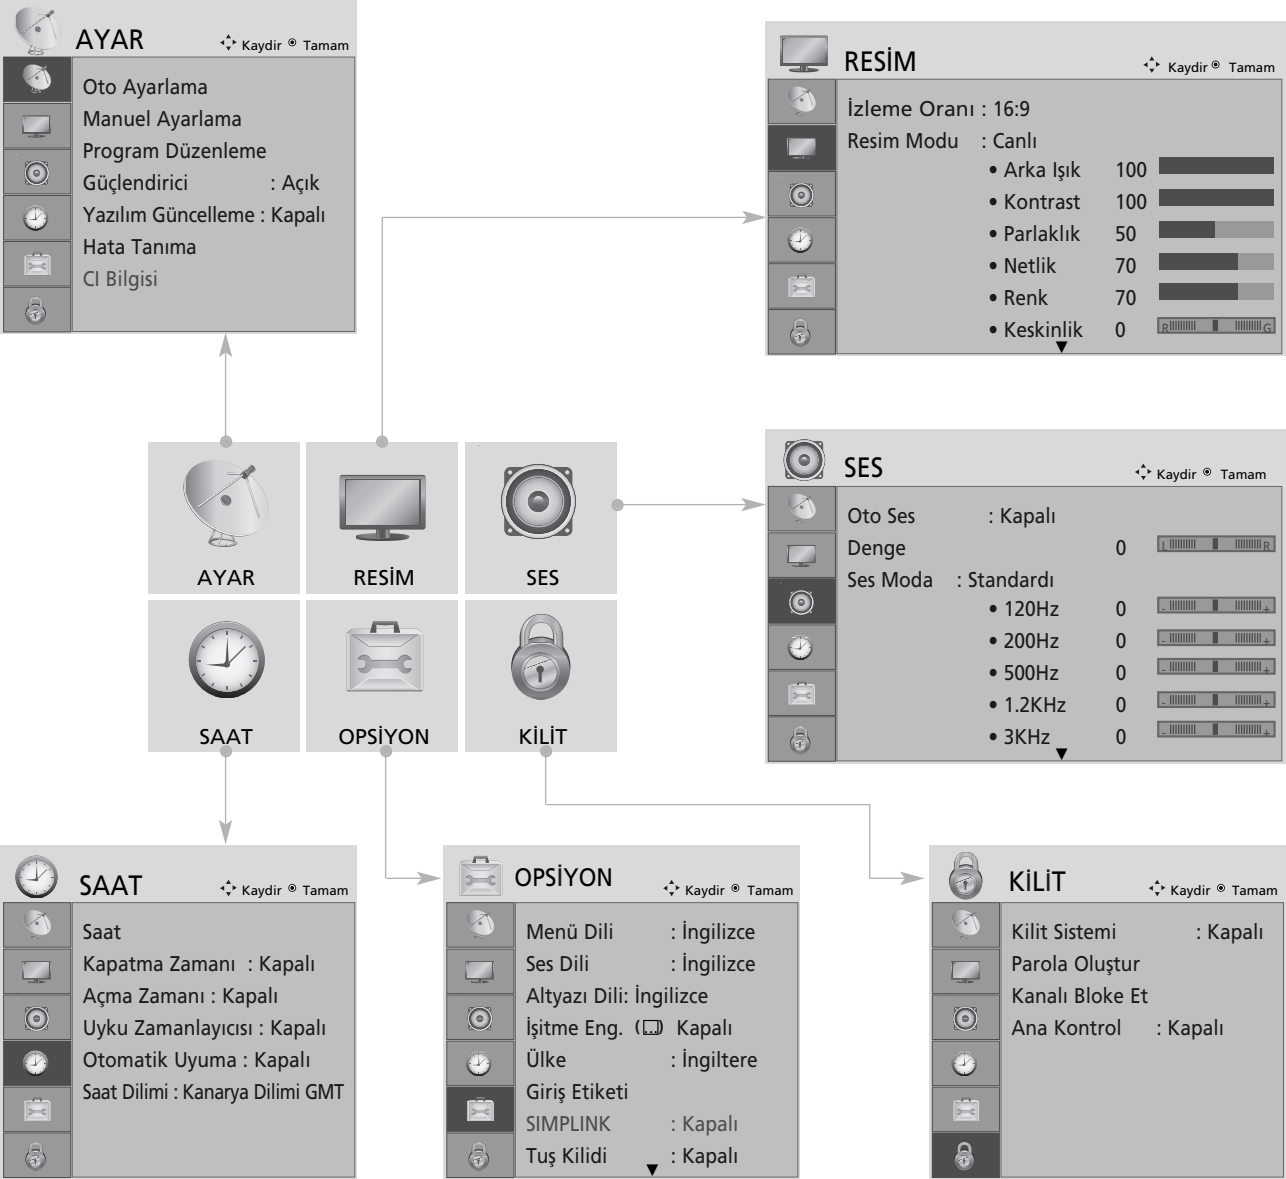 AYAR
Kaydir Tamam
Oto Ayarlama
Manuel Ayarlama
Program Düzenleme
Güçlendirici : Açık
Yazılım Güncelleme : Kapalı
Hata Tanıma
CI Bilgisi
RESİM
Kaydir Tamam
İzleme Oranı : 16:9
Resim Modu : Canlı
• Arka Işık 100
• Kontrast 100
• Parlaklık 50
• Netlik 70
• Renk 70
• Keskinlik 0 R G
AYAR
RESİM
SES
SAAT
OPSİYON
KİLİT
SES
Kaydir Tamam
Oto Ses : Kapalı
Denge 0 L R
Ses Moda : Standardı
• 120Hz 0 - +
• 200Hz 0 - +
• 500Hz 0 - +
• 1.2KHz 0 - +
• 3KHz 0 - +
SAAT
Kaydir Tamam
Saat
Kapatma Zamanı : Kapalı
Açma Zamanı : Kapalı
Uyku Zamanlayıcısı : Kapalı
Otomatik Uyuma : Kapalı
Saat Dilimi : Kanarya Dilimi GMT
OPSİYON
Kaydir Tamam
Menü Dili : İngilizce
Ses Dili : İngilizce
Altyazı Dili: İngilizce
İşitme Eng. ( ) Kapalı
Ülke : İngiltere
Giriş Etiketi
SIMPLINK : Kapalı
Tuş Kilidi : Kapalı
KİLİT
Kaydir Tamam
Kilit Sistemi : Kapalı
Parola Oluştur
Kanalı Bloke Et
Ana Kontrol : Kapalı